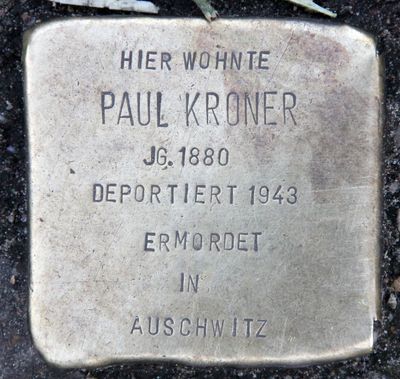 HIER WOHNTE
PAUL KRONER
JG. 1880
DEPORTIERT 1943
ERMORDET
IN
AUSCHWITZ